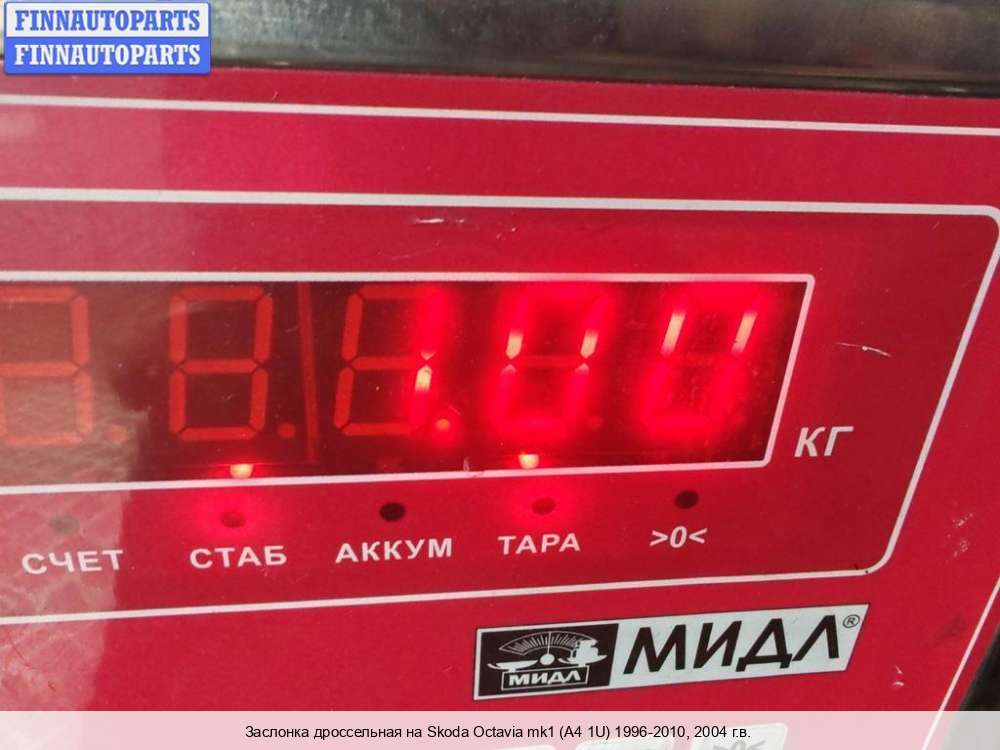 FINNAUTOPARTS
FINNAUTOPARTS
КГ
СЧЕТ СТАБ АККУМ ТАРА >0<
МИДЛ МИДЛ®
Заслонка дроссельная на Skoda Octavia mk1 (A4 1U) 1996-2010, 2004 г.в.